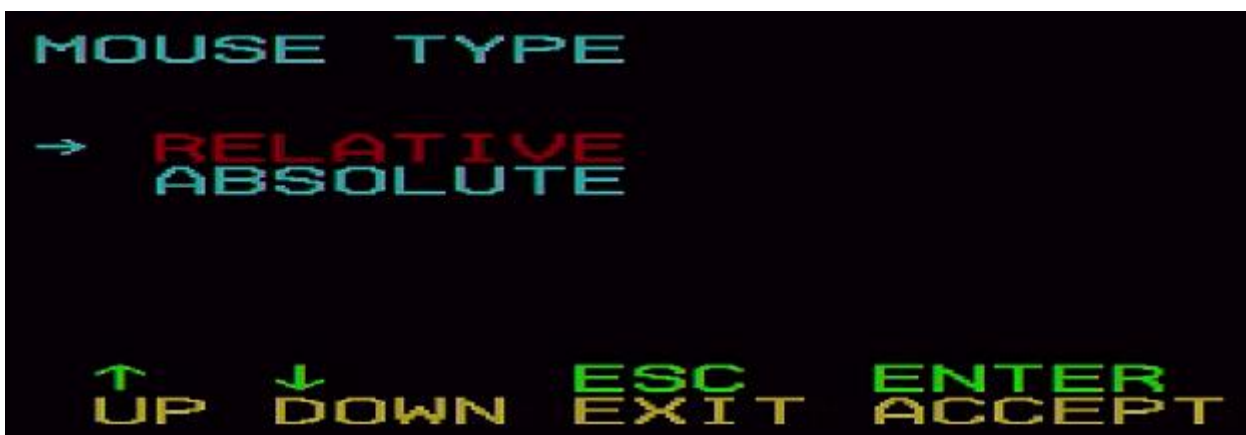 MOUSE TYPE
→ RELATIVE
ABSOLUTE
↑ ↓ ESC ENTER
UP DOWN EXIT ACCEPT